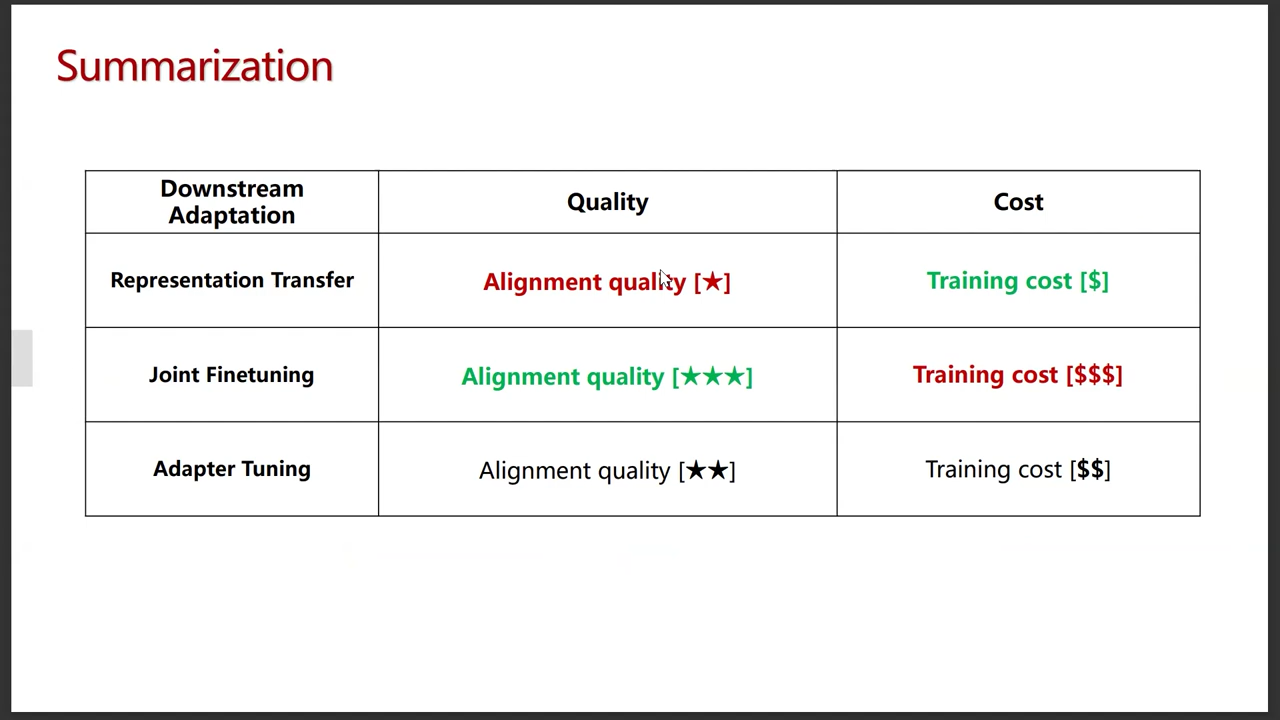 Summarization
Downstream
Adaptation
Quality
Cost
Representation Transfer
Alignment quality [★]
Training cost [$]
Joint Finetuning
Alignment quality [★★★]
Training cost [$$$]
Adapter Tuning
Alignment quality [★★]
Training cost [$$]